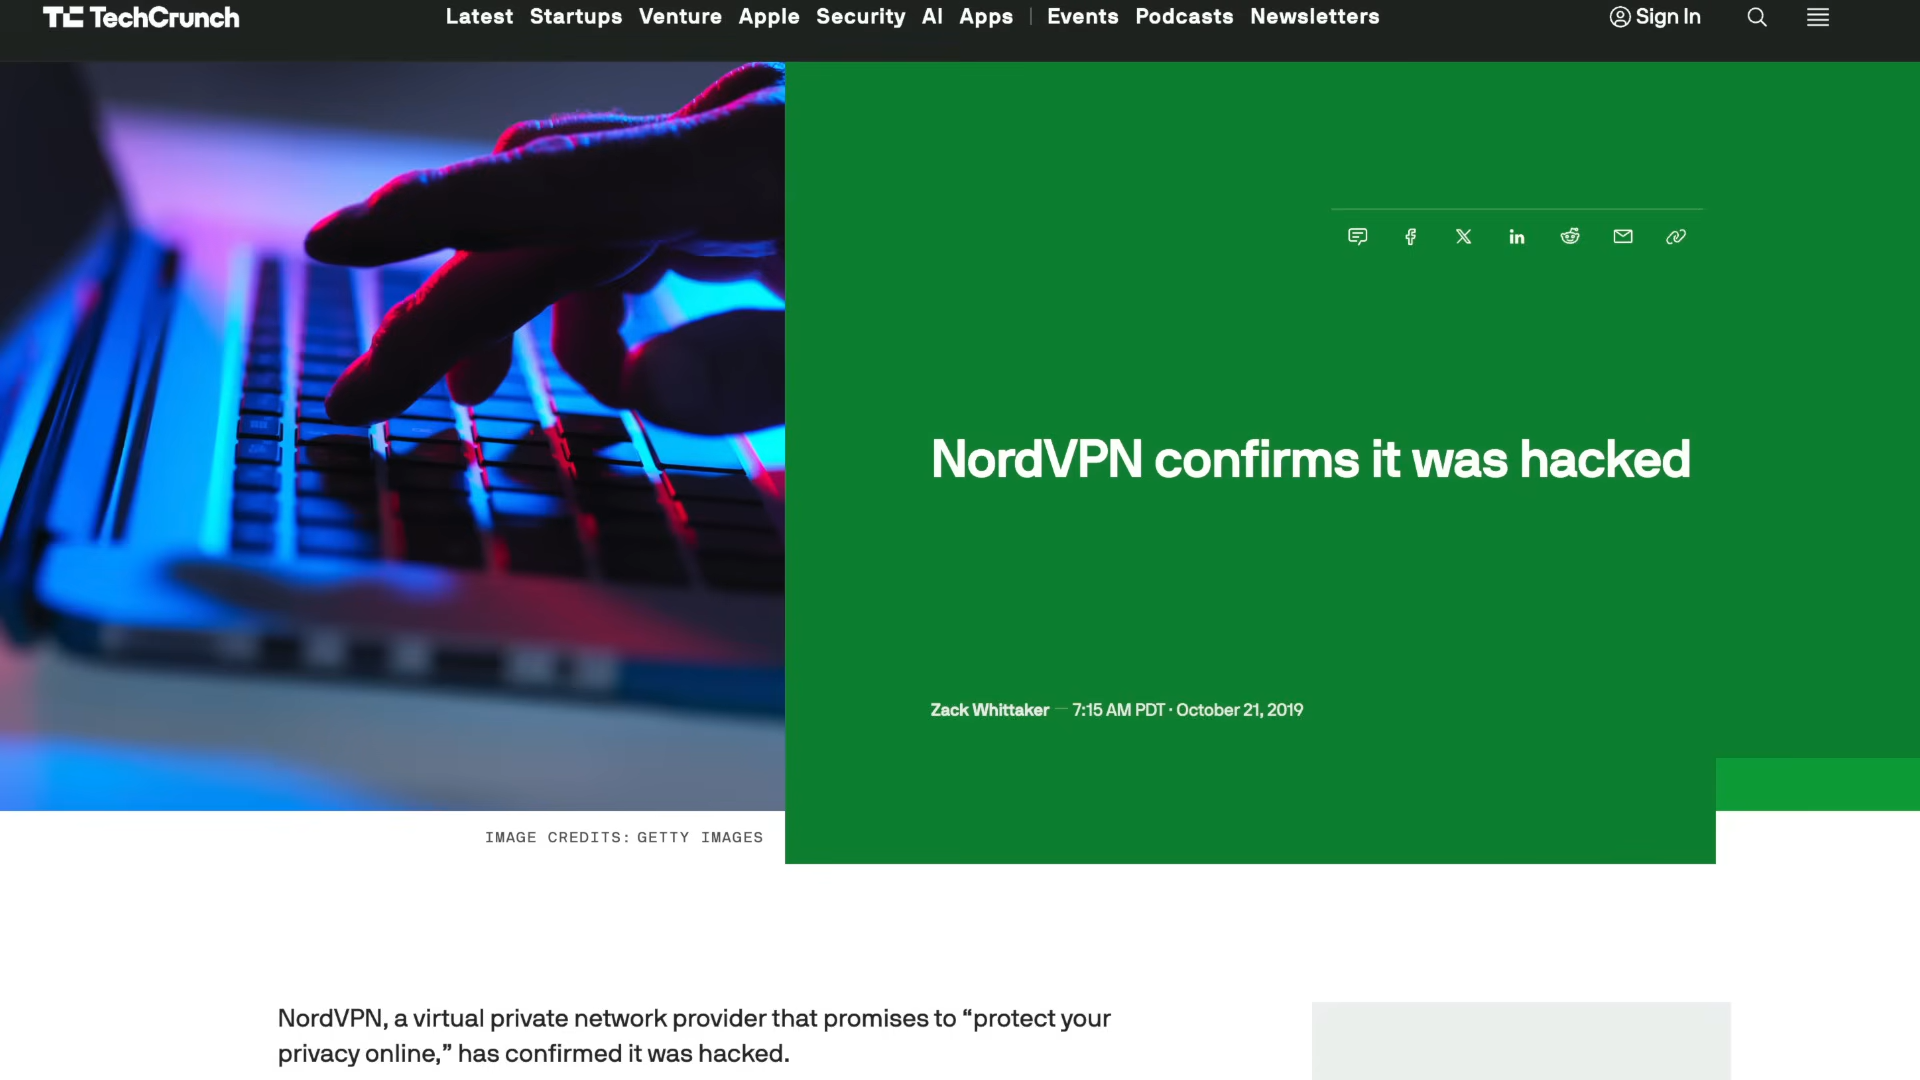 TechCrunch
Latest Startups Venture Apple Security AI Apps | Events Podcasts Newsletters
Sign In
NordVPN confirms it was hacked
Zack Whittaker — 7:15 AM PDT · October 21, 2019
IMAGE CREDITS: GETTY IMAGES
NordVPN, a virtual private network provider that promises to “protect your
privacy online,” has confirmed it was hacked.